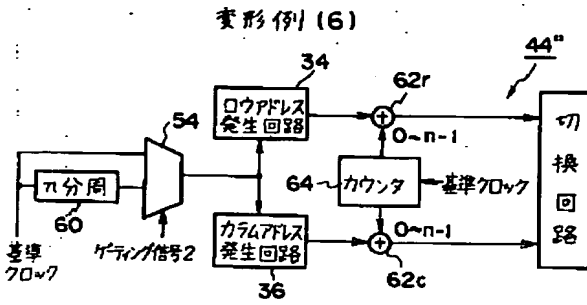 変形例 (6)
44"
34
ロウアドレス
発生回路
62r
54
0~n-1
n分周
60
64
カウンタ
基準クロック
切換回路
基準
クロック
ゲーティング信号2
カラムアドレス
発生回路
36
0~n-1
62c